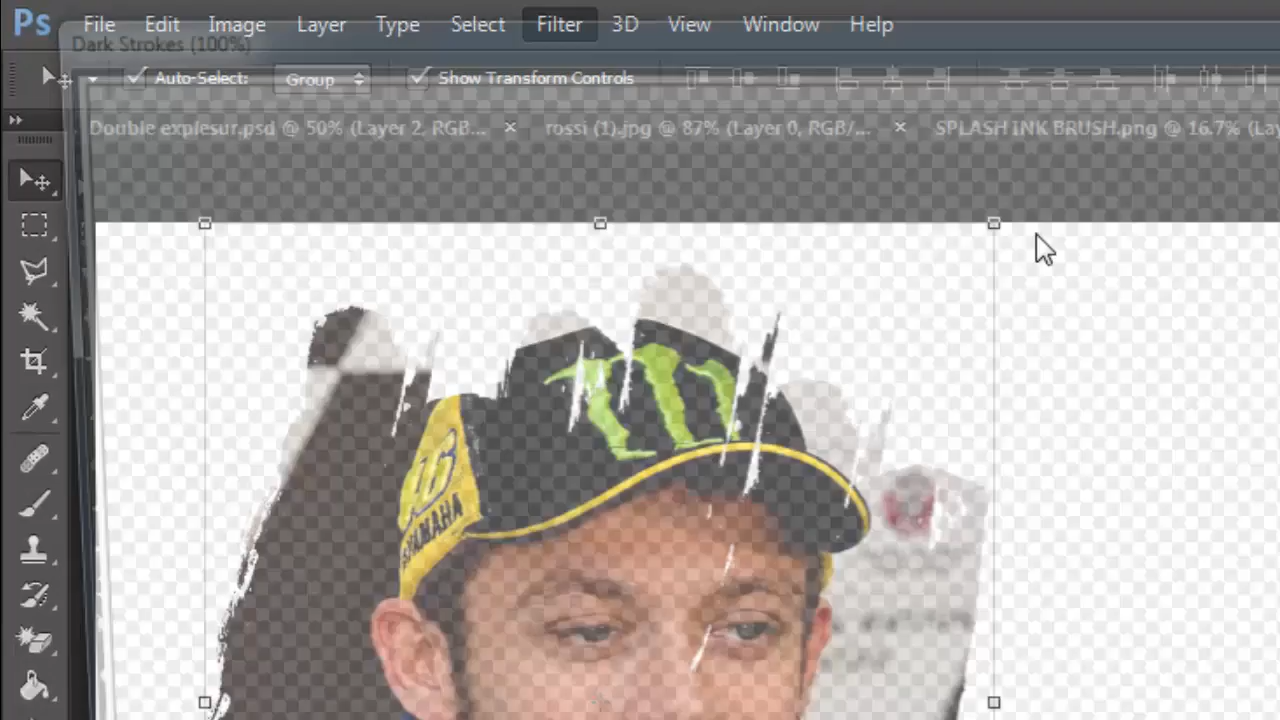 Ps File Edit Image Layer Type Select Filter 3D View Window Help
Dark Strokes (100%)
Auto-Select: Group Show Transform Controls
Double explesur.psd @ 50% (Layer 2, RGB... × rossi (1).jpg @ 87% (Layer 0, RGB/... × SPLASH INK BRUSH.png @ 16.7% (La
16
YAMAHA